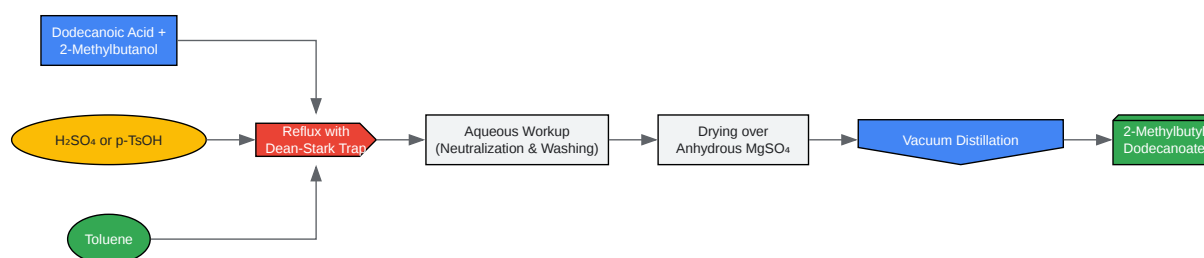 Dodecanoic Acid +
2-Methylbutanol
H₂SO₄ or p-TsOH
Toluene
Reflux with
Dean-Stark Trap
Aqueous Workup
(Neutralization & Washing)
Drying over
Anhydrous MgSO₄
Vacuum Distillation
2-Methylbutyl
Dodecanoate